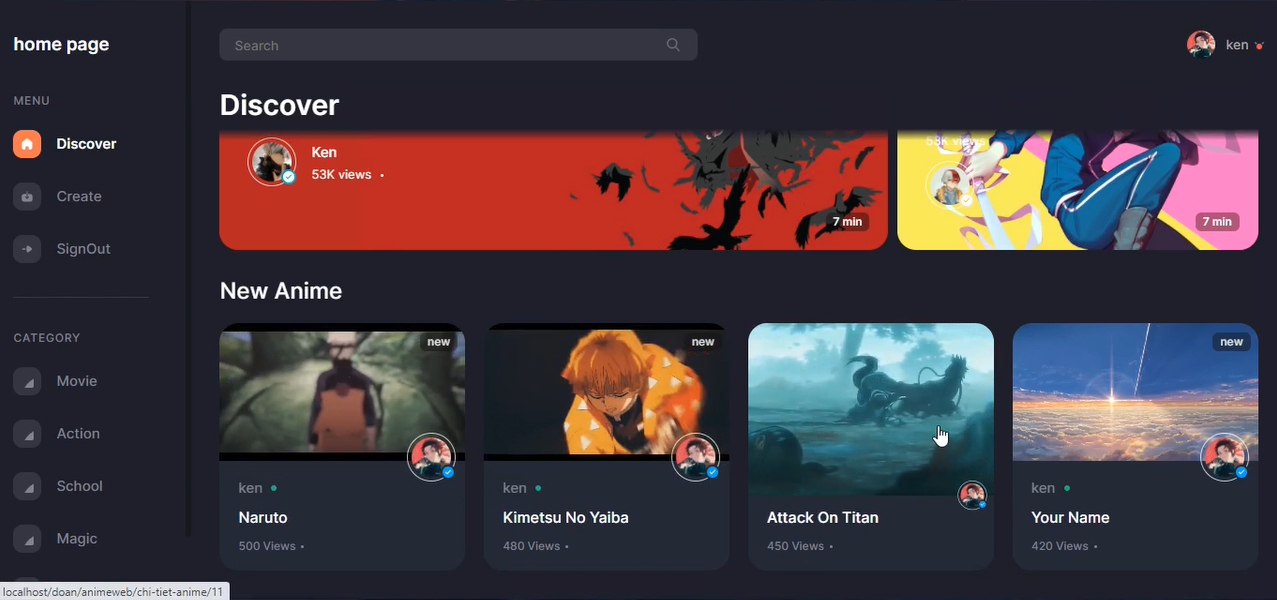 home page
Search
ken
MENU
Discover
Create
SignOut
CATEGORY
Movie
Action
School
Magic
Discover
Ken
53K views •
7 min
53K views
7 min
New Anime
new
ken
Naruto
500 Views •
new
ken
Kimetsu No Yaiba
480 Views •
Attack On Titan
450 Views •
new
ken
Your Name
420 Views •
localhost/doan/animeweb/chi-tiet-anime/11